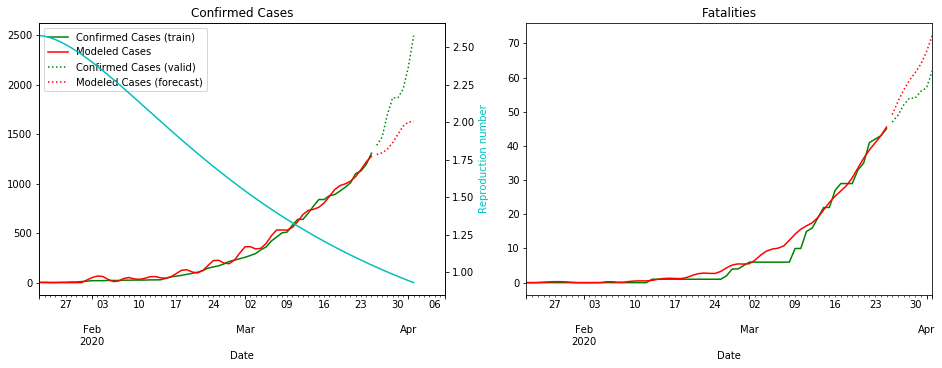 Confirmed Cases
Confirmed Cases (train)
Modeled Cases
Confirmed Cases (valid)
Modeled Cases (forecast)
2500
2000
1500
1000
500
0
2.50
2.25
2.00
1.75
1.50
1.25
1.00
Reproduction number
27 03 10 17 24 02 09 16 23 30 06
Feb Mar Apr
2020
Date
Fatalities
70
60
50
40
30
20
10
0
27 03 10 17 24 02 09 16 23 30
Feb Mar Apr
2020
Date